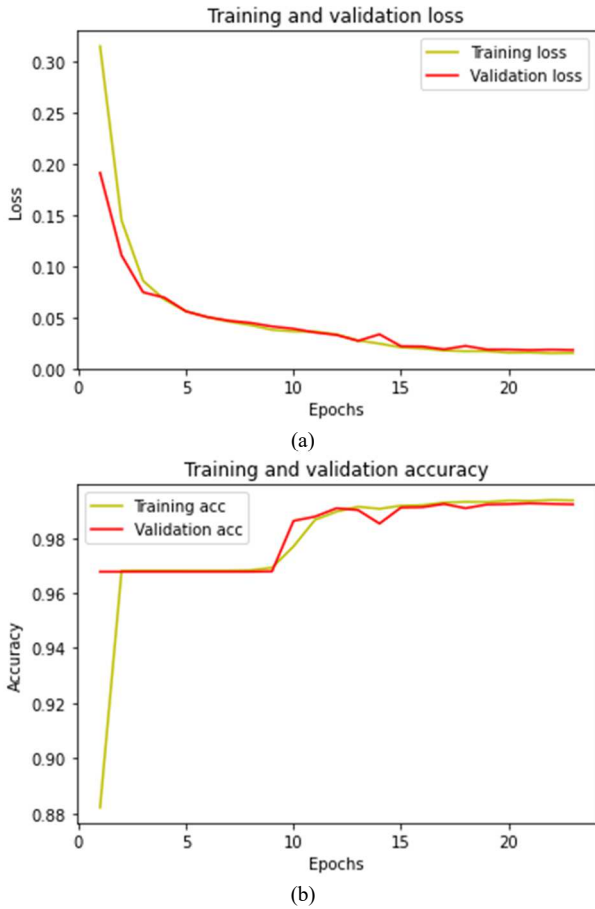 Training and validation loss
Training loss
Validation loss
0.30
0.25
0.20
0.15
0.10
0.05
0.00
Loss
0 5 10 15 20
Epochs
(a)
Training and validation accuracy
Training acc
Validation acc
0.98
0.96
0.94
0.92
0.90
0.88
Accuracy
0 5 10 15 20
Epochs
(b)